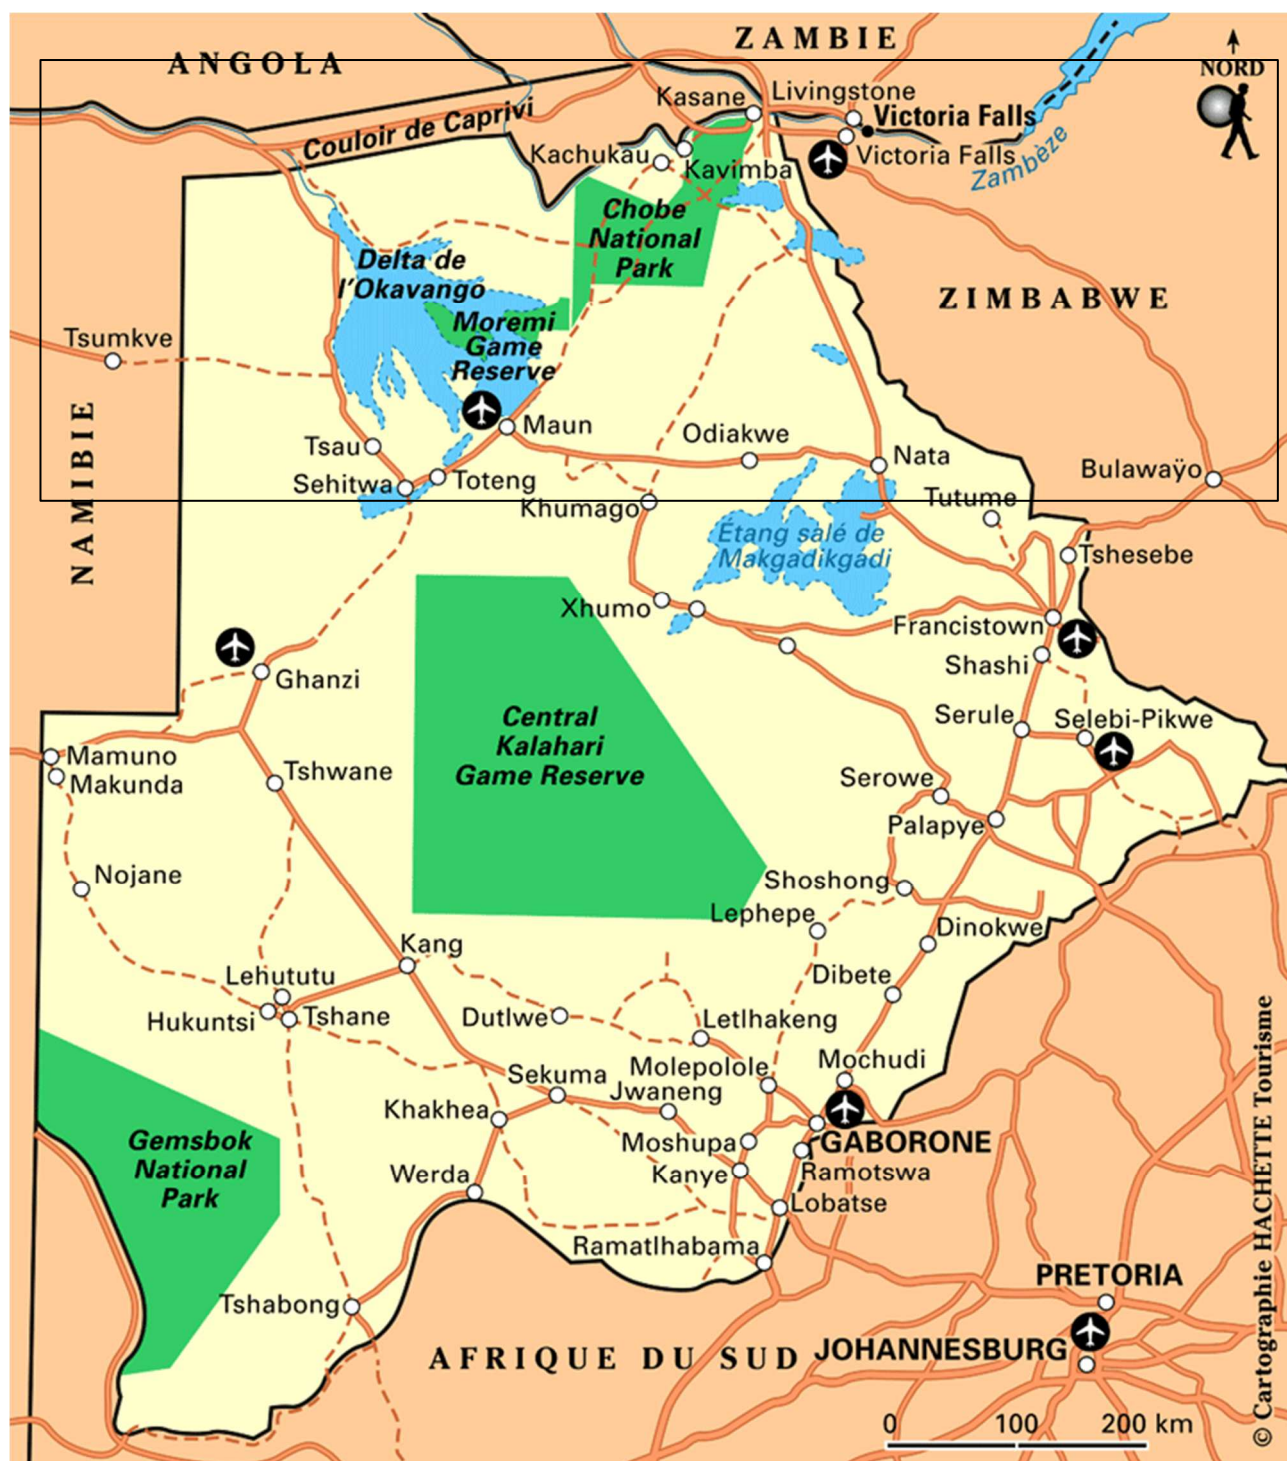 ZAMBIE
ANGOLA
NORD
Livingstone
Kasane
Couloir de Caprivi
Victoria Falls
Kachukau
Victoria Falls
Kavimba
Zambèze
Chobe
National
Park
Delta de
l'Okavango
ZIMBABWE
Moremi
Game
Reserve
Tsumkve
NAMIBIE
Maun
Odiakwe
Tsau
Nata
Bulawaÿo
Sehitwa
Toteng
Tutume
Khumago
Étang salé de
Makgadikgadi
Tshesebe
Xhumo
Francistown
Shashi
Ghanzi
Central
Kalahari
Game Reserve
Serule
Selebi-Pikwe
Mamuno
Makunda
Tshwane
Serowe
Palapye
Nojane
Shoshong
Lephepe
Dinokwe
Kang
Lehututu
Dibete
Hukuntsi
Tshane
Dutlwe
Letlhakeng
Mochudi
Molepolole
Sekuma
Jwaneng
Khakhea
Gemsbok
National
Park
Moshupa
GABORONE
Kanye
Ramotswa
Werda
Lobatse
Ramatlhabama
PRETORIA
Tshabong
AFRIQUE DU SUD
JOHANNESBURG
0 100 200 km
© Cartographie HACHETTE Tourisme